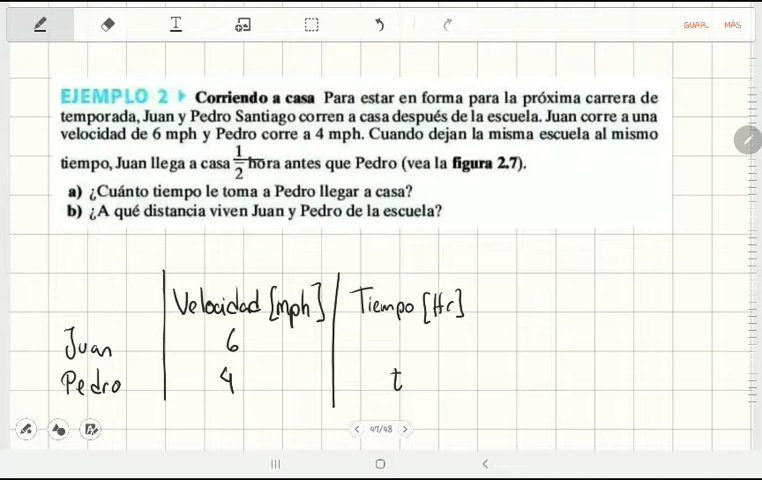 GUAR. MÁS
EJEMPLO 2 Corriendo a casa Para estar en forma para la próxima carrera de
temporada, Juan y Pedro Santiago corren a casa después de la escuela. Juan corre a una
velocidad de 6 mph y Pedro corre a 4 mph. Cuando dejan la misma escuela al mismo
tiempo, Juan llega a casa 1/2 hora antes que Pedro (vea la figura 2.7).
a) ¿Cuánto tiempo le toma a Pedro llegar a casa?
b) ¿A qué distancia viven Juan y Pedro de la escuela?
Velocidad [mph] Tiempo [Hr]
Juan 6
Pedro 4 t
47/48